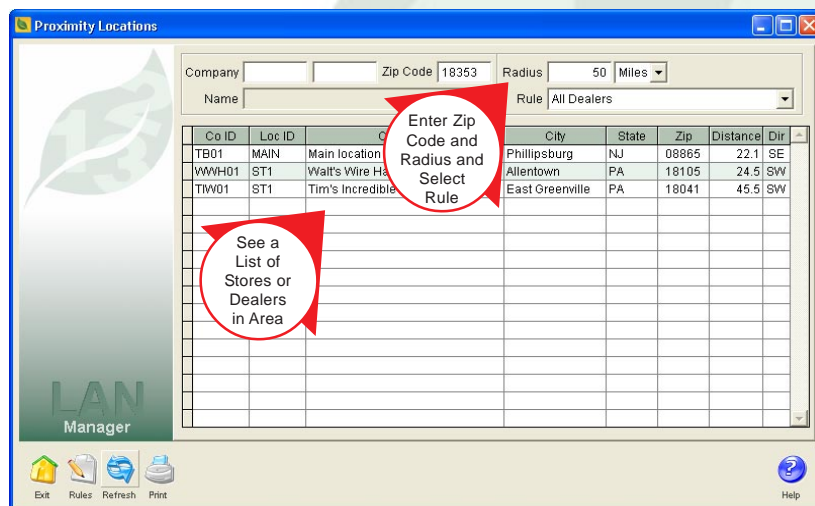 Proximity Locations
Company Zip Code 18353 Radius 50 Miles
Name Rule All Dealers
Co ID Loc ID City State Zip Distance Dir
TB01 MAIN Main location Phillipsburg NJ 08865 22.1 SE
WWH01 ST1 Walt's Wire Allentown PA 18105 24.5 SW
TIW01 ST1 Tim's Incredible East Greenville PA 18041 45.5 SW
Enter Zip
Code and
Radius and
Select
Rule
See a
List of
Stores or
Dealers
in Area
LAN
Manager
Exit Rules Refresh Print Help